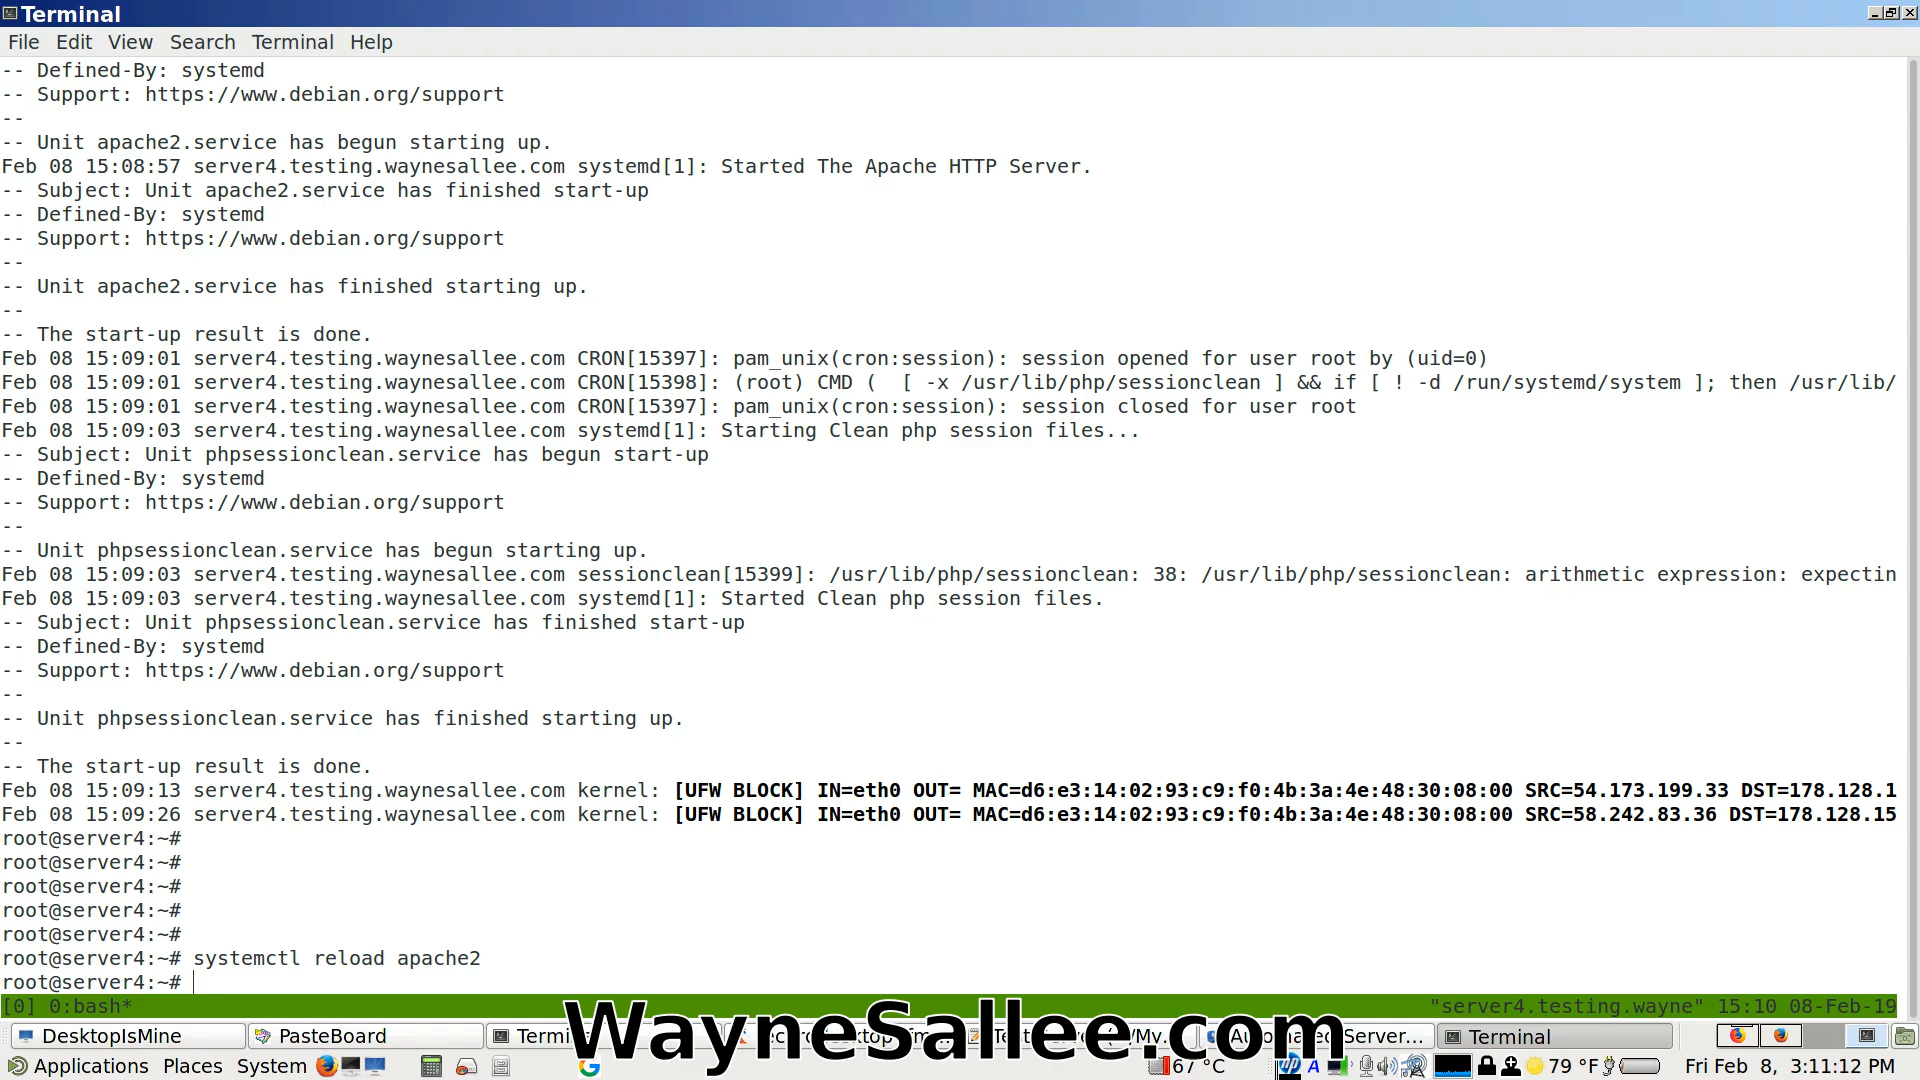 Terminal
File Edit View Search Terminal Help
-- Defined-By: systemd
-- Support: https://www.debian.org/support
--
-- Unit apache2.service has begun starting up.
Feb 08 15:08:57 server4.testing.waynesallee.com systemd[1]: Started The Apache HTTP Server.
-- Subject: Unit apache2.service has finished start-up
-- Defined-By: systemd
-- Support: https://www.debian.org/support
--
-- Unit apache2.service has finished starting up.
--
-- The start-up result is done.
Feb 08 15:09:01 server4.testing.waynesallee.com CRON[15397]: pam_unix(cron:session): session opened for user root by (uid=0)
Feb 08 15:09:01 server4.testing.waynesallee.com CRON[15398]: (root) CMD (  [ -x /usr/lib/php/sessionclean ] && if [ ! -d /run/systemd/system ]; then /usr/lib/
Feb 08 15:09:01 server4.testing.waynesallee.com CRON[15397]: pam_unix(cron:session): session closed for user root
Feb 08 15:09:03 server4.testing.waynesallee.com systemd[1]: Starting Clean php session files...
-- Subject: Unit phpsessionclean.service has begun start-up
-- Defined-By: systemd
-- Support: https://www.debian.org/support
--
-- Unit phpsessionclean.service has begun starting up.
Feb 08 15:09:03 server4.testing.waynesallee.com sessionclean[15399]: /usr/lib/php/sessionclean: 38: /usr/lib/php/sessionclean: arithmetic expression: expectin
Feb 08 15:09:03 server4.testing.waynesallee.com systemd[1]: Started Clean php session files.
-- Subject: Unit phpsessionclean.service has finished start-up
-- Defined-By: systemd
-- Support: https://www.debian.org/support
--
-- Unit phpsessionclean.service has finished starting up.
--
-- The start-up result is done.
Feb 08 15:09:13 server4.testing.waynesallee.com kernel: [UFW BLOCK] IN=eth0 OUT= MAC=d6:e3:14:02:93:c9:f0:4b:3a:4e:48:30:08:00 SRC=54.173.199.33 DST=178.128.1
Feb 08 15:09:26 server4.testing.waynesallee.com kernel: [UFW BLOCK] IN=eth0 OUT= MAC=d6:e3:14:02:93:c9:f0:4b:3a:4e:48:30:08:00 SRC=58.242.83.36 DST=178.128.15
root@server4:~#
root@server4:~#
root@server4:~#
root@server4:~#
root@server4:~#
root@server4:~# systemctl reload apache2
root@server4:~#
[0] 0:bash* "server4.testing.wayne" 15:10 08-Feb-19
DesktopIsMine PasteBoard Server... Terminal
WayneSallee.com
Applications Places System 67 °C 79 °F Fri Feb 8, 3:11:12 PM